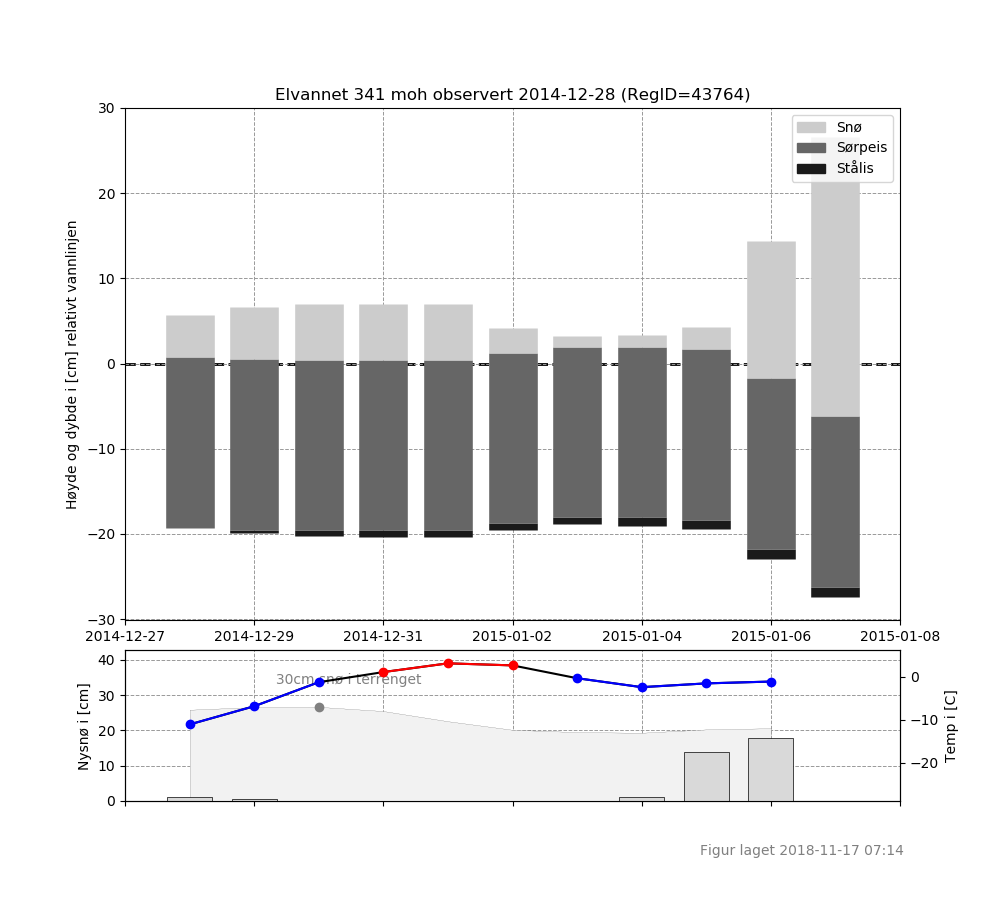 Elvannet 341 moh observert 2014-12-28 (RegID=43764)
Høyde og dybde i [cm] relativt vannlinjen
30
20
10
0
−10
−20
−30
Snø
Sørpeis
Stålis
2014-12-27 2014-12-29 2014-12-31 2015-01-02 2015-01-04 2015-01-06 2015-01-08
Nysnø i [cm]
40
30
20
10
0
30cm snø i terrenget
0
−10
−20
Temp i [C]
Figur laget 2018-11-17 07:14